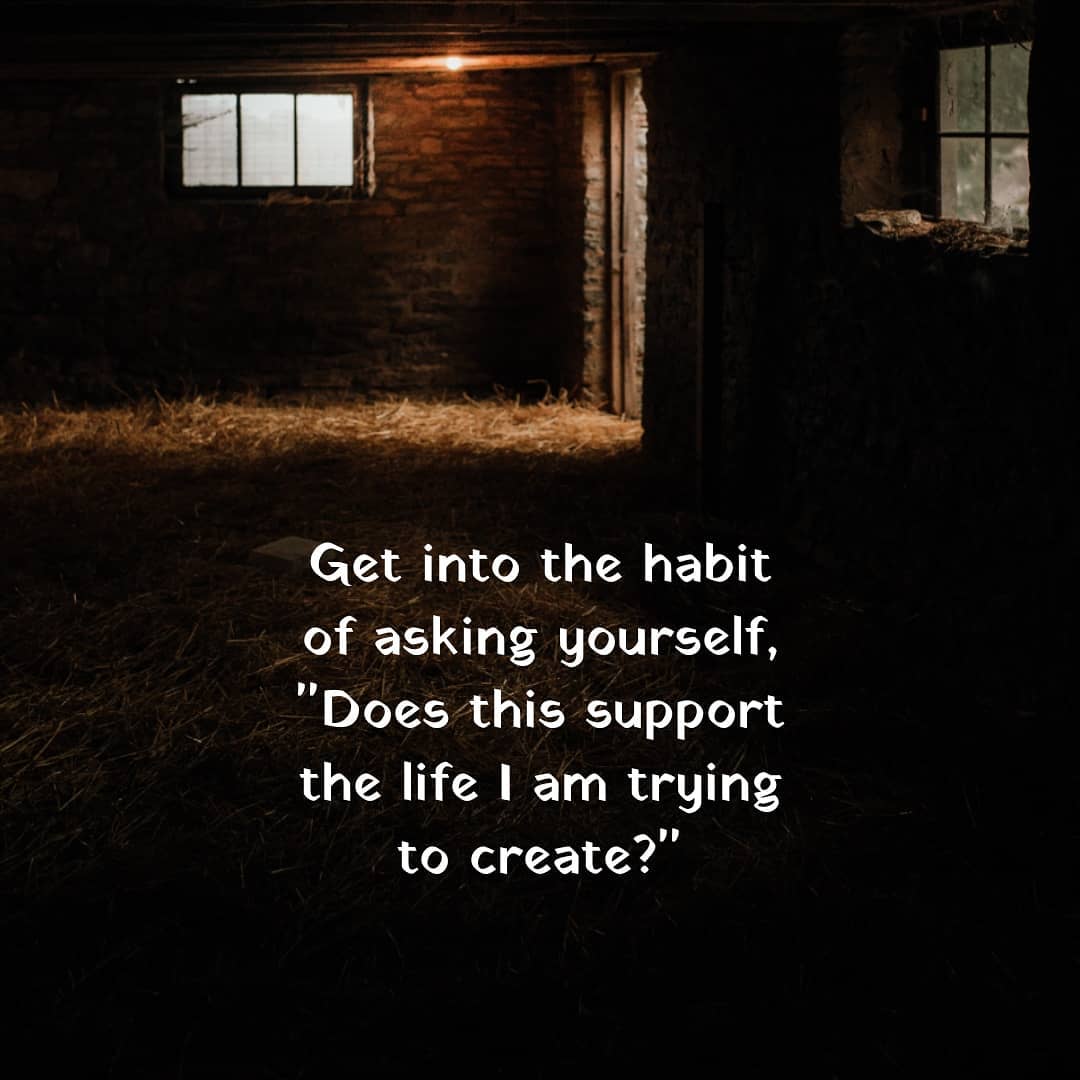 Get into the habit
of asking yourself,
"Does this support
the life I am trying
to create?"